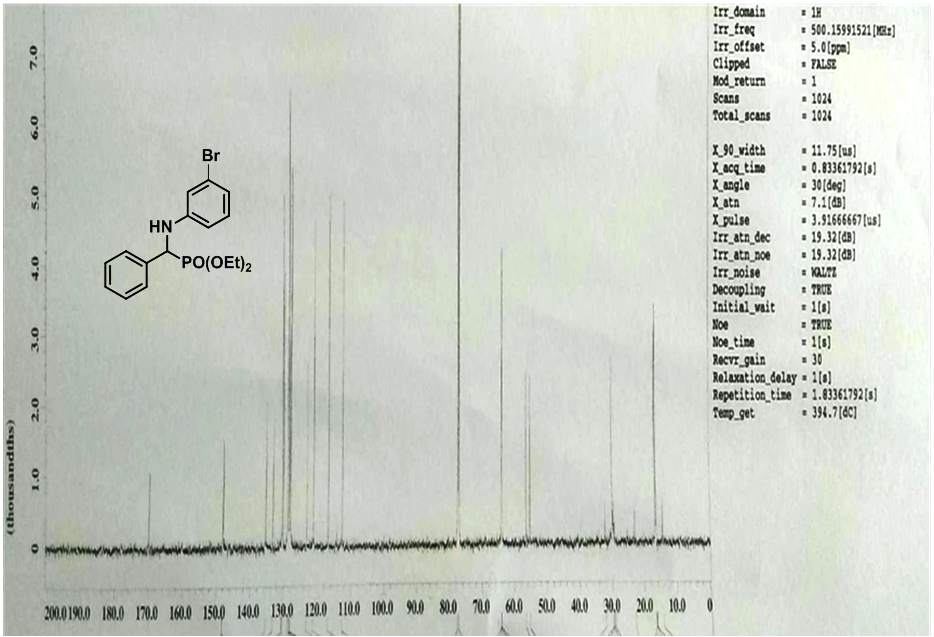 Irr_domain = 1H
Irr_freq = 500.15991521[MHz]
Irr_offset = 5.0[ppm]
Clipped = FALSE
Mod_return = 1
Scans = 1024
Total_scans = 1024
X_90_width = 11.75[us]
X_acq_time = 0.83361792[s]
X_angle = 30[deg]
X_atn = 7.1[dB]
X_pulse = 3.91666667[us]
Irr_atn_dec = 19.32[dB]
Irr_atn_noe = 19.32[dB]
Irr_noise = WALTZ
Decoupling = TRUE
Initial_wait = 1[s]
Noe = TRUE
Noe_time = 1[s]
Recvr_gain = 30
Relaxation_delay = 1[s]
Repetition_time = 1.83361792[s]
Temp_get = 394.7[dC]
Br
HN
PO(OEt)2
7.0
6.0
5.0
4.0
3.0
2.0
1.0
0
(thousandths)
200.0 190.0 180.0 170.0 160.0 150.0 140.0 130.0 120.0 110.0 100.0 90.0 80.0 70.0 60.0 50.0 40.0 30.0 20.0 10.0 0